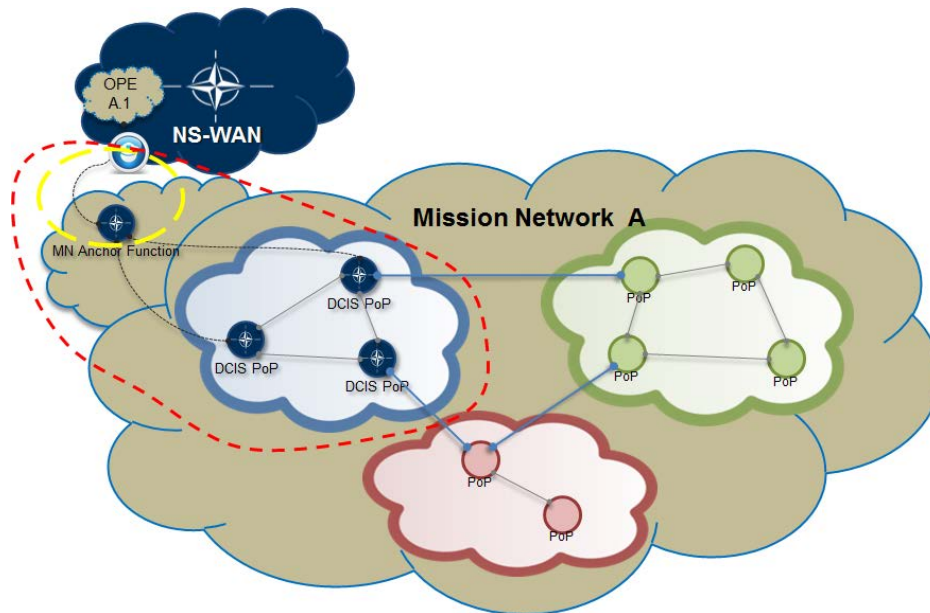 OPE
A.1
NS-WAN
Mission Network A
MN Anchor Function
DCIS PoP
DCIS PoP
DCIS PoP
PoP
PoP
PoP
PoP
PoP
PoP